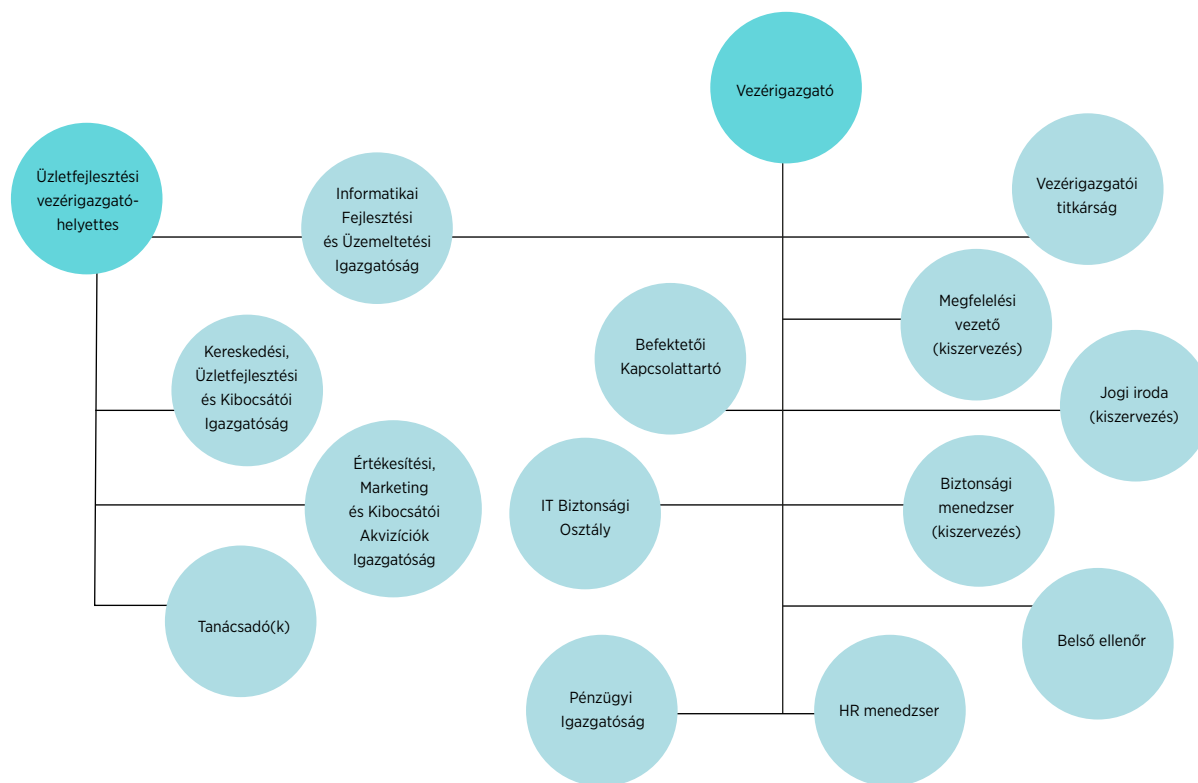 Vezérigazgató
Üzletfejlesztési
vezérigazgató-
helyettes
Informatikai
Fejlesztési
és Üzemeltetési
Igazgatóság
Vezérigazgatói
titkárság
Megfelelési
vezető
(kiszervezés)
Kereskedési,
Üzletfejlesztési
és Kibocsátói
Igazgatóság
Befektetői
Kapcsolattartó
Jogi iroda
(kiszervezés)
Értékesítési,
Marketing
és Kibocsátói
Akvizíciók
Igazgatóság
IT Biztonsági
Osztály
Biztonsági
menedzser
(kiszervezés)
Tanácsadó(k)
Belső ellenőr
Pénzügyi
Igazgatóság
HR menedzser